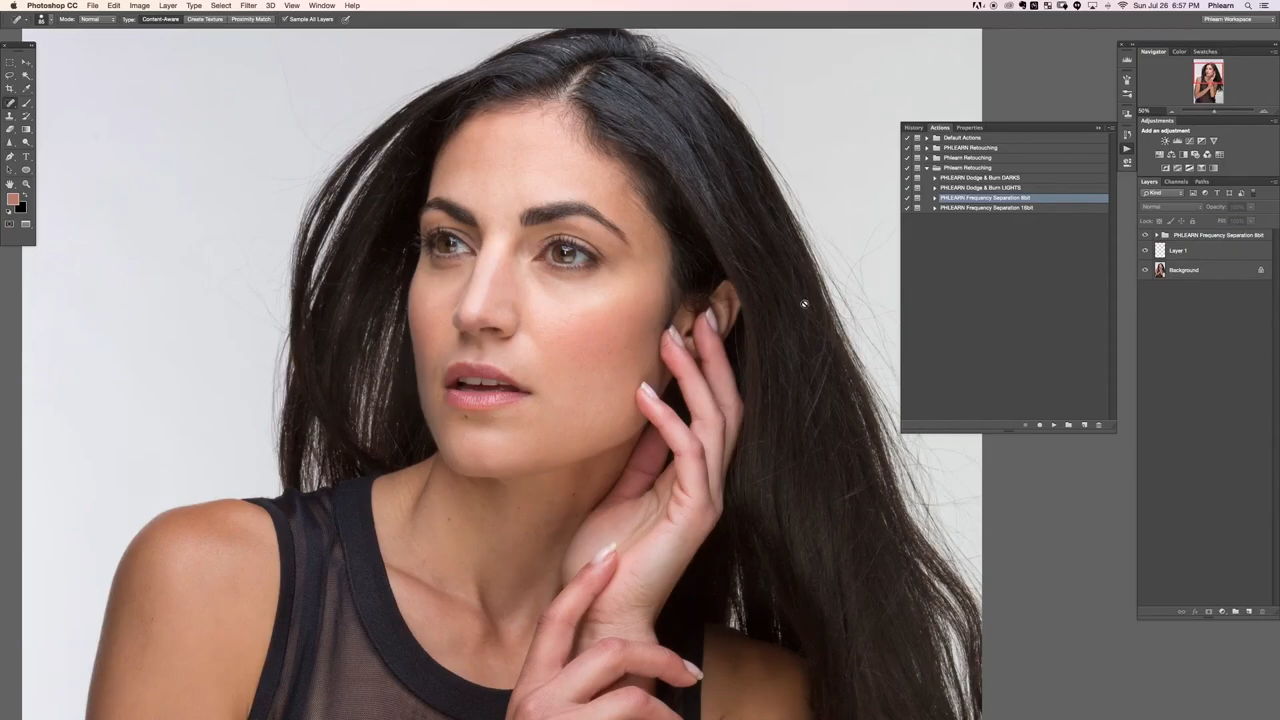 Photoshop CC File Edit Image Layer Type Select Filter 3D View Window Help Sun Jul 26 6:57 PM Phlearn
85 Mode: Normal Type: Content-Aware Create Texture Proximity Match Sample All Layers Phlearn Workspace
Navigator Color Swatches
50%
Adjustments
Add an adjustment
History Actions Properties
Default Actions
PHLEARN Retouching
Phlearn Retouching
Phlearn Retouching
PHLEARN Dodge & Burn DARKS
PHLEARN Dodge & Burn LIGHTS
PHLEARN Frequency Separation 8bit
PHLEARN Frequency Separation 16bit
Layers Channels Paths
Kind
Normal Opacity:
Lock: Fill:
PHLEARN Frequency Separation 8bit
Layer 1
Background